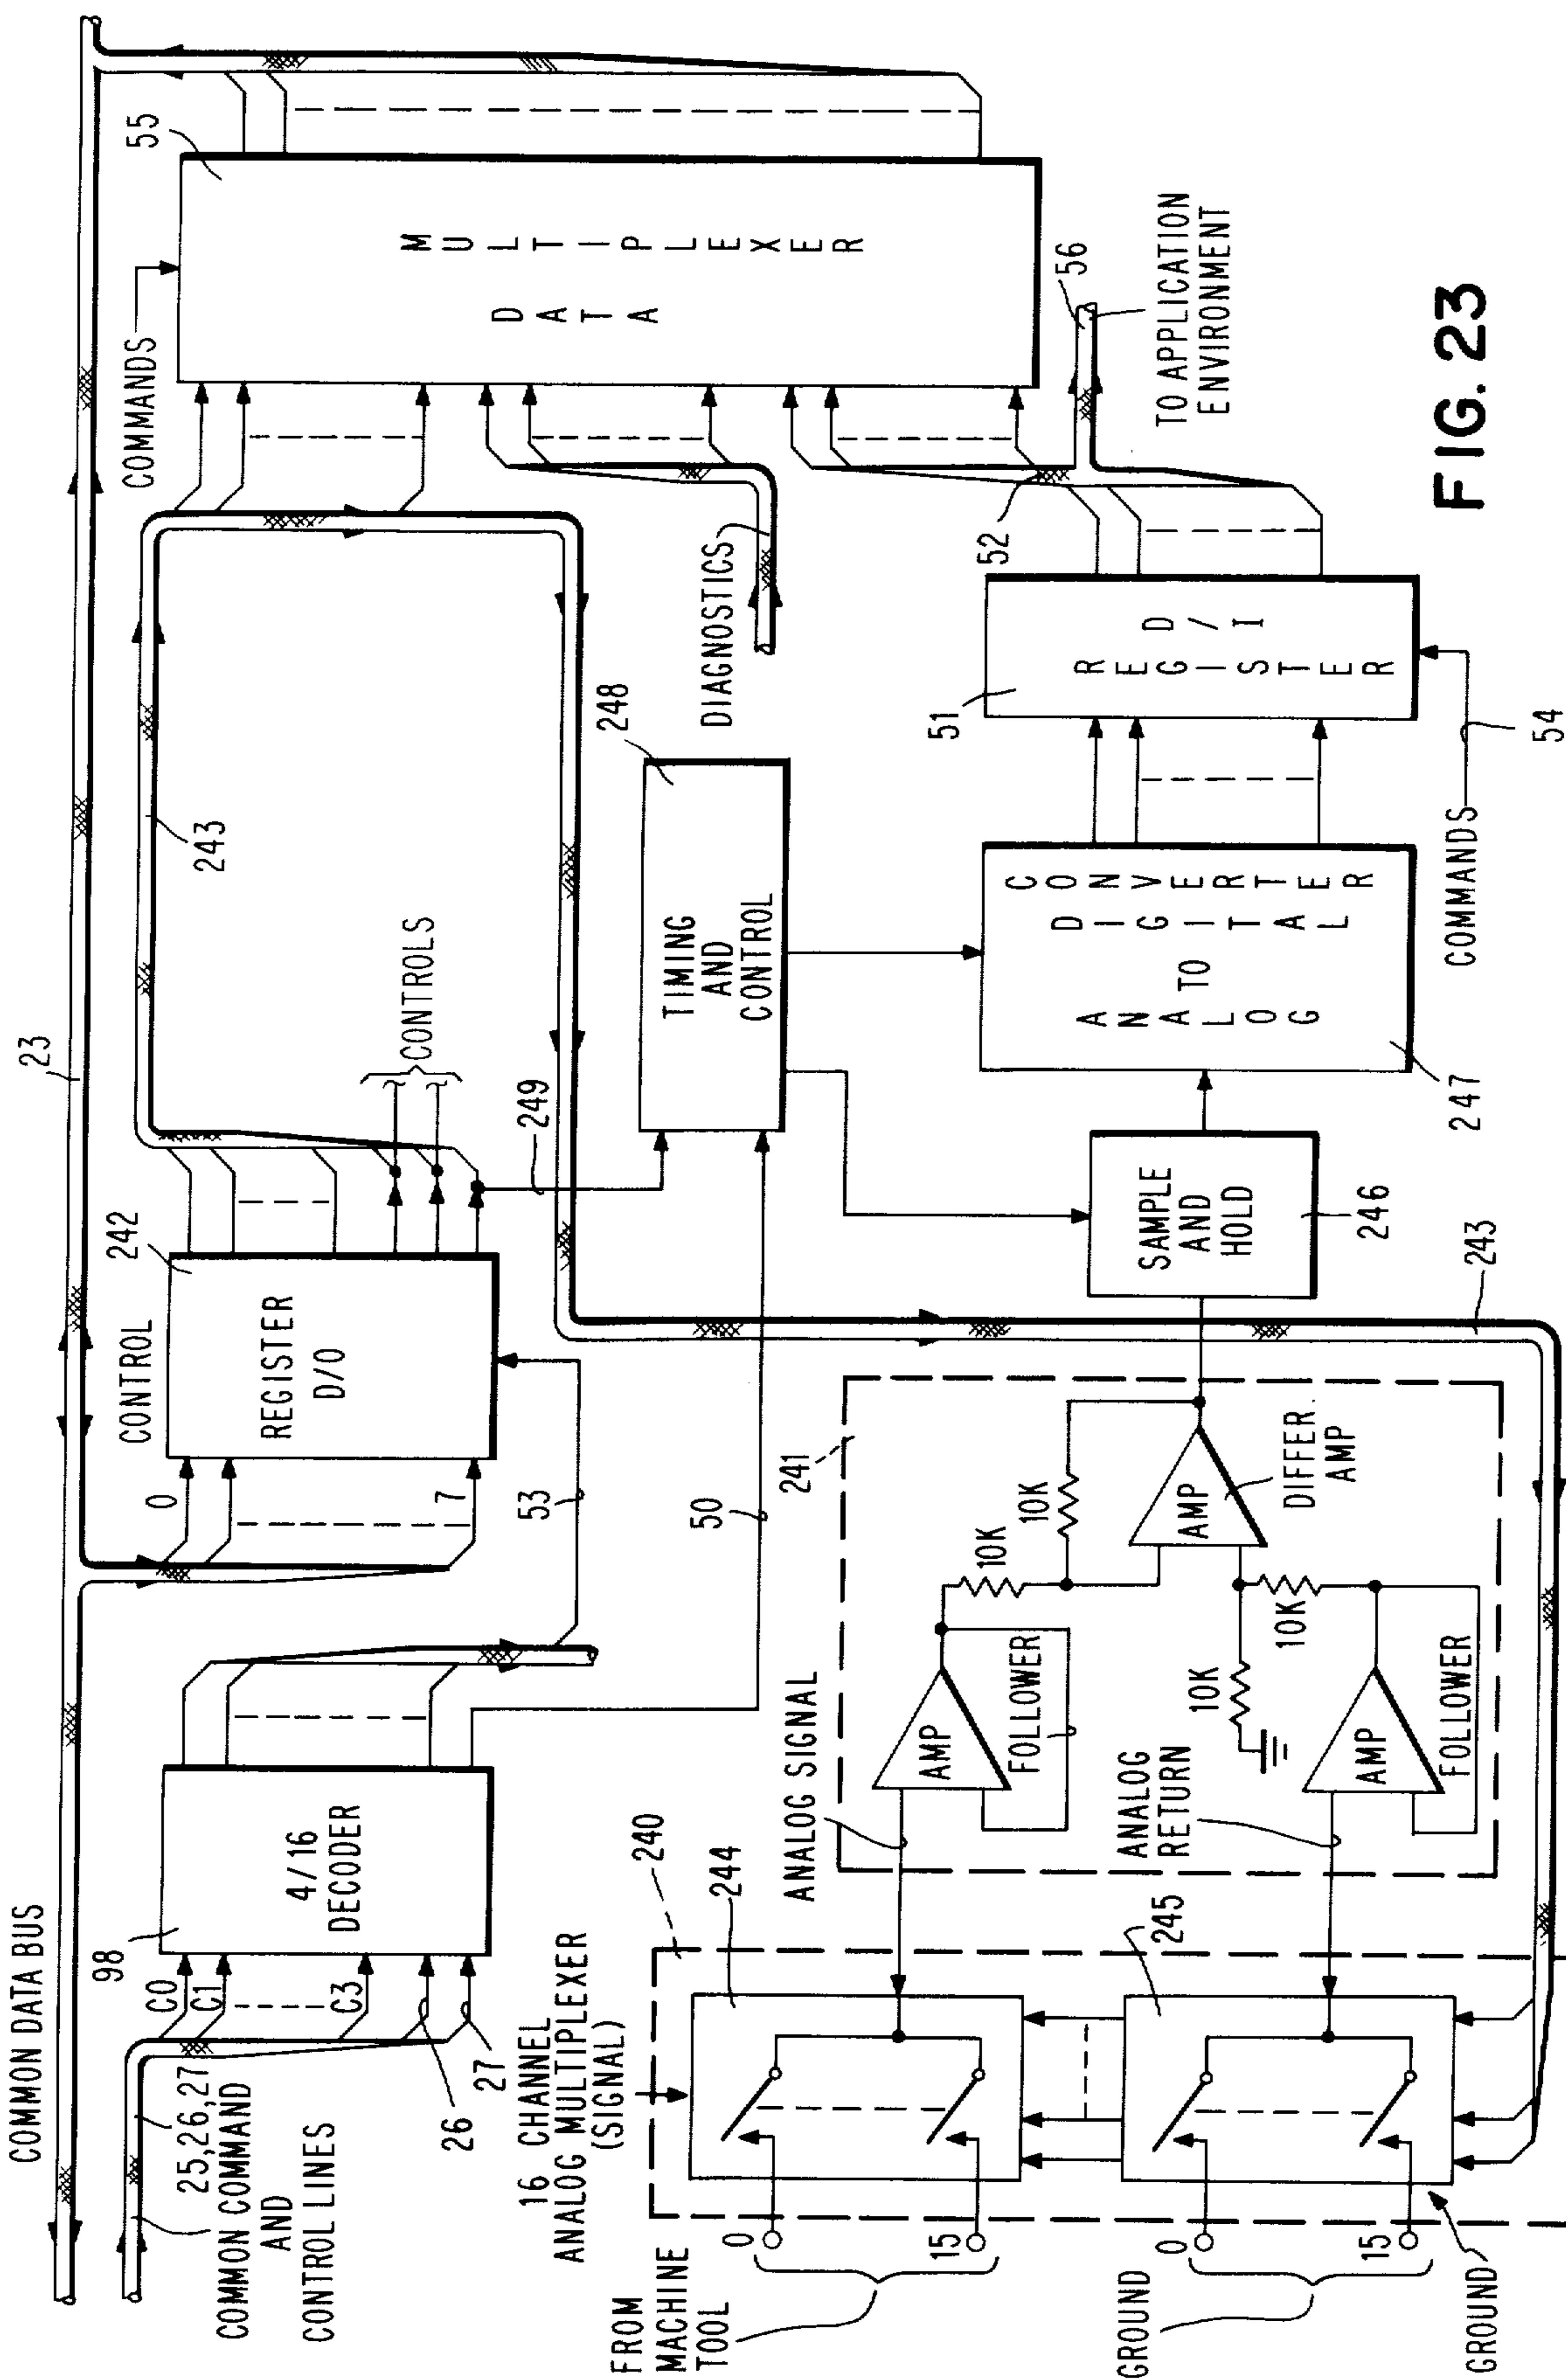 COMMON DATA BUS
23
25,26,27
COMMON COMMAND
AND
CONTROL LINES
C0
C1
C3
26
27
98
4/16
DECODER
0
7
CONTROL
242
REGISTER
D/O
53
50
CONTROLS
249
243
COMMANDS
55
DATA
MULTIPLEXER
DIAGNOSTICS
248
TIMING
AND
CONTROL
52
56
TO APPLICATION
ENVIRONMENT
16 CHANNEL
ANALOG MULTIPLEXER
(SIGNAL)
240
244
FROM
MACHINE
TOOL
0
15
GROUND
0
15
GROUND
245
ANALOG SIGNAL
ANALOG
RETURN
241
AMP
FOLLOWER
AMP
FOLLOWER
10K
10K
10K
10K
AMP
DIFFER.
AMP
SAMPLE
AND
HOLD
246
243
ANALOG
TO
DIGITAL
CONVERTER
247
51
REGISTER
D/I
COMMANDS
54
FIG. 23